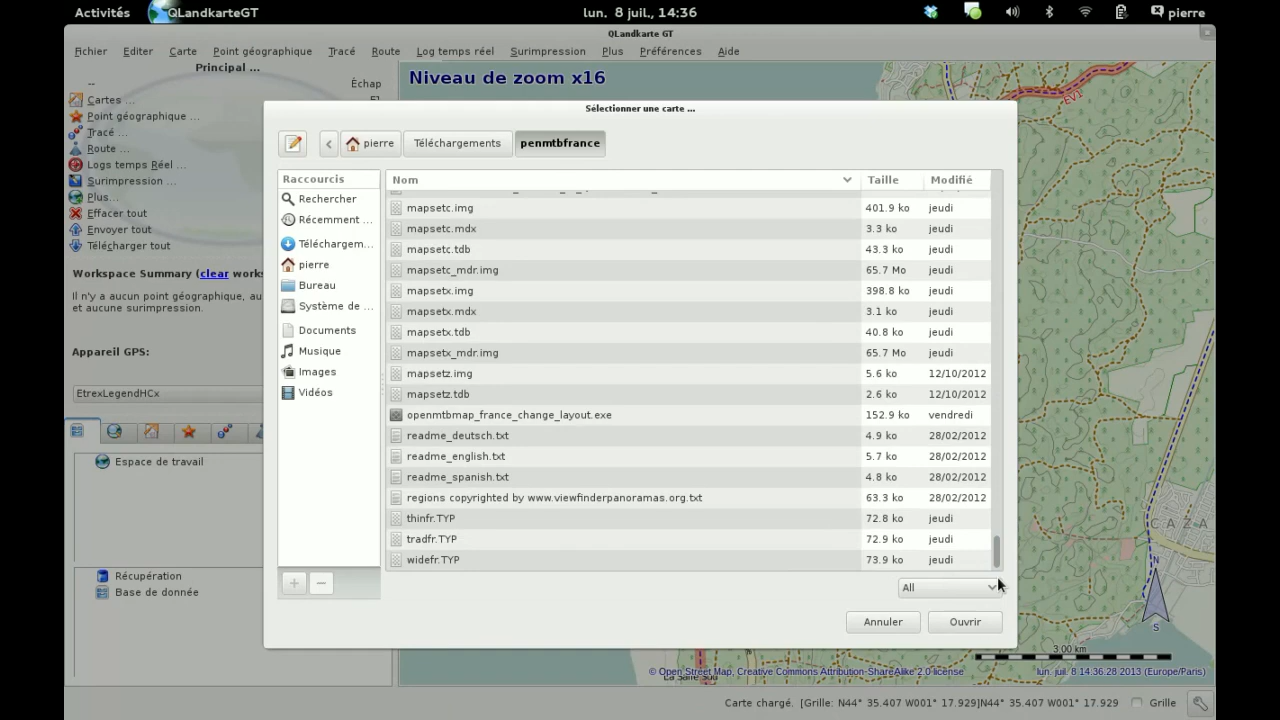 Activités QLandkarteGT lun. 8 juil., 14:36 pierre
QLandkarte GT
Fichier Editer Carte Point géographique Tracé Route Log temps réel Surimpression Plus Préférences Aide
Principal ...
-- Échap
Cartes ...
Point géographique ...
Tracé ...
Route ...
Logs temps Réel ...
Surimpression ...
Plus...
Effacer tout
Envoyer tout
Télécharger tout
Workspace Summary (clear works
Il n'y a aucun point géographique, au
et aucune surimpression.
Appareil GPS:
EtrexLegendHCx
Espace de travail
Récupération
Base de donnée
Niveau de zoom x16
EV1
Sélectionner une carte ...
pierre Téléchargements penmtbfrance
Raccourcis
Rechercher
Récemment ...
Téléchargem...
pierre
Bureau
Système de ...
Documents
Musique
Images
Vidéos
Nom Taille Modifié
mapsetc.img 401.9 ko jeudi
mapsetc.mdx 3.3 ko jeudi
mapsetc.tdb 43.3 ko jeudi
mapsetc_mdr.img 65.7 Mo jeudi
mapsetx.img 398.8 ko jeudi
mapsetx.mdx 3.1 ko jeudi
mapsetx.tdb 40.8 ko jeudi
mapsetx_mdr.img 65.7 Mo jeudi
mapsetz.img 5.6 ko 12/10/2012
mapsetz.tdb 2.6 ko 12/10/2012
openmtbmap_france_change_layout.exe 152.9 ko vendredi
readme_deutsch.txt 4.9 ko 28/02/2012
readme_english.txt 5.7 ko 28/02/2012
readme_spanish.txt 4.8 ko 28/02/2012
regions copyrighted by www.viewfinderpanoramas.org.txt 63.3 ko 28/02/2012
thinfr.TYP 72.8 ko jeudi
tradfr.TYP 72.9 ko jeudi
widefr.TYP 73.9 ko jeudi
+ −
All
Annuler Ouvrir
CAZA
N
S
3.00 km
© Open Street Map, Creative Commons Attribution-ShareAlike 2.0 license
lun. juil. 8 14:36:28 2013 (Europe/Paris)
Carte chargé. [Grille: N44° 35.407 W001° 17.929]N44° 35.407 W001° 17.929 Grille